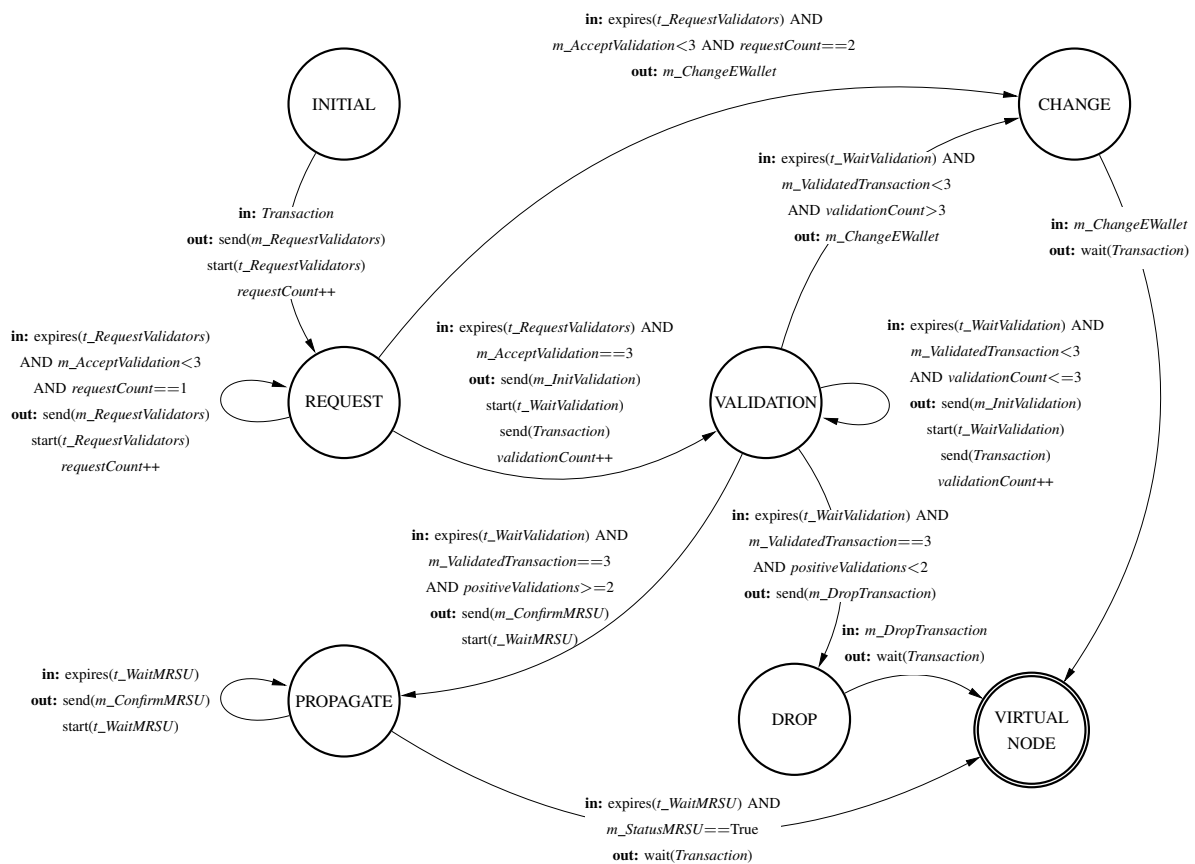 in: expires(t_RequestValidators) AND
m_AcceptValidation<3 AND requestCount==2
out: m_ChangeEWallet
INITIAL
CHANGE
in: expires(t_WaitValidation) AND
m_ValidatedTransaction<3
AND validationCount>3
out: m_ChangeEWallet
in: Transaction
out: send(m_RequestValidators)
start(t_RequestValidators)
requestCount++
in: m_ChangeEWallet
out: wait(Transaction)
in: expires(t_RequestValidators)
AND m_AcceptValidation<3
AND requestCount==1
out: send(m_RequestValidators)
start(t_RequestValidators)
requestCount++
REQUEST
in: expires(t_RequestValidators) AND
m_AcceptValidation==3
out: send(m_InitValidation)
start(t_WaitValidation)
send(Transaction)
validationCount++
VALIDATION
in: expires(t_WaitValidation) AND
m_ValidatedTransaction<3
AND validationCount<=3
out: send(m_InitValidation)
start(t_WaitValidation)
send(Transaction)
validationCount++
in: expires(t_WaitValidation) AND
m_ValidatedTransaction==3
AND positiveValidations>=2
out: send(m_ConfirmMRSU)
start(t_WaitMRSU)
in: expires(t_WaitValidation) AND
m_ValidatedTransaction==3
AND positiveValidations<2
out: send(m_DropTransaction)
in: m_DropTransaction
out: wait(Transaction)
in: expires(t_WaitMRSU)
out: send(m_ConfirmMRSU)
start(t_WaitMRSU)
PROPAGATE
DROP
VIRTUAL
NODE
in: expires(t_WaitMRSU) AND
m_StatusMRSU==True
out: wait(Transaction)